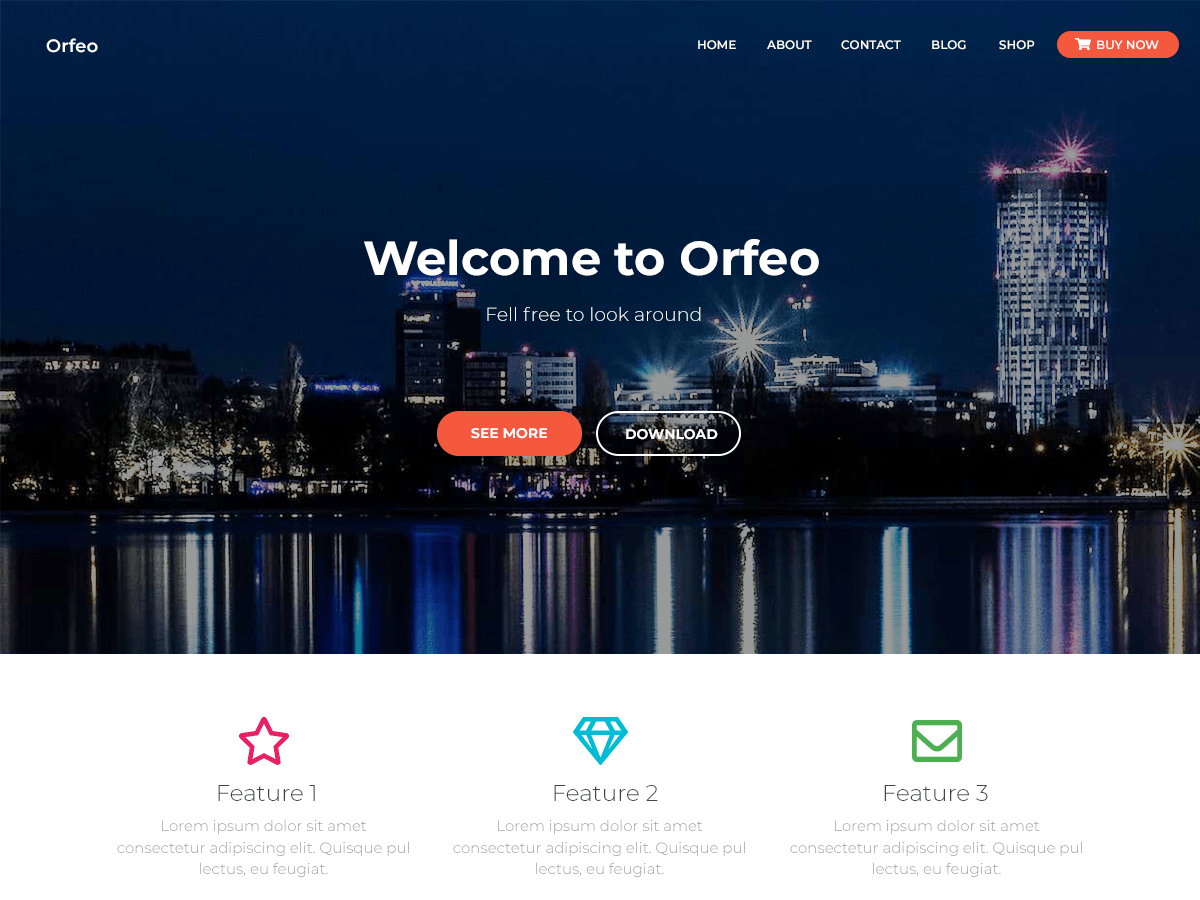 Orfeo
HOME ABOUT CONTACT BLOG SHOP BUY NOW
Welcome to Orfeo
VOLKSBANK
Fell free to look around
SEE MORE DOWNLOAD
Feature 1 Feature 2 Feature 3
Lorem ipsum dolor sit amet
consectetur adipiscing elit. Quisque pul
lectus, eu feugiat.
Lorem ipsum dolor sit amet
consectetur adipiscing elit. Quisque pul
lectus, eu feugiat.
Lorem ipsum dolor sit amet
consectetur adipiscing elit. Quisque pul
lectus, eu feugiat.